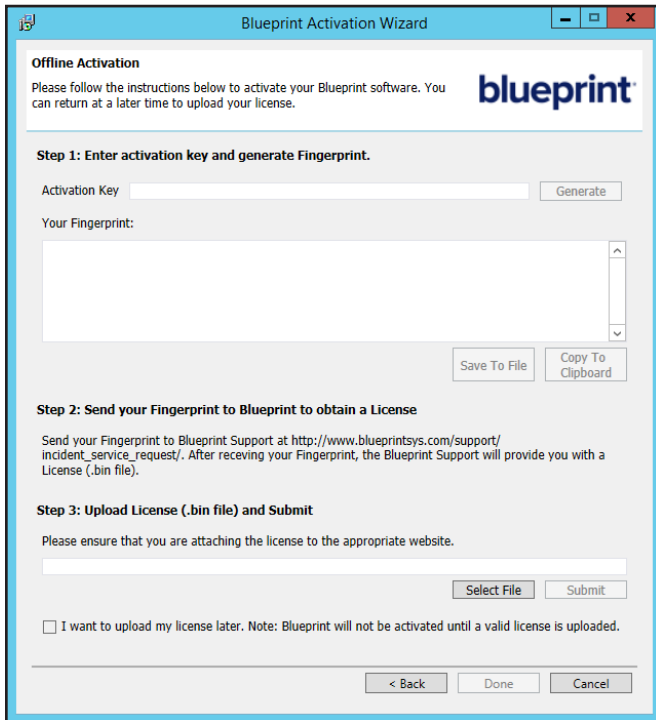 Blueprint Activation Wizard
Offline Activation
Please follow the instructions below to activate your Blueprint software. You
can return at a later time to upload your license.
blueprint
Step 1: Enter activation key and generate Fingerprint.
Activation Key
Generate
Your Fingerprint:
Save To File
Copy To
Clipboard
Step 2: Send your Fingerprint to Blueprint to obtain a License
Send your Fingerprint to Blueprint Support at http://www.blueprintsys.com/support/
incident_service_request/. After receving your Fingerprint, the Blueprint Support will provide you with a
License (.bin file).
Step 3: Upload License (.bin file) and Submit
Please ensure that you are attaching the license to the appropriate website.
Select File
Submit
I want to upload my license later. Note: Blueprint will not be activated until a valid license is uploaded.
< Back
Done
Cancel